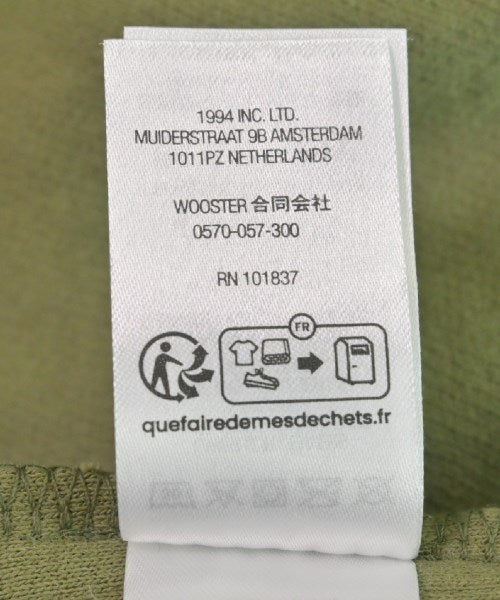 1994 INC. LTD.
MUIDERSTRAAT 9B AMSTERDAM
1011PZ NETHERLANDS
WOOSTER 合同会社
0570-057-300
RN 101837
FR
quefairedemesdechets.fr